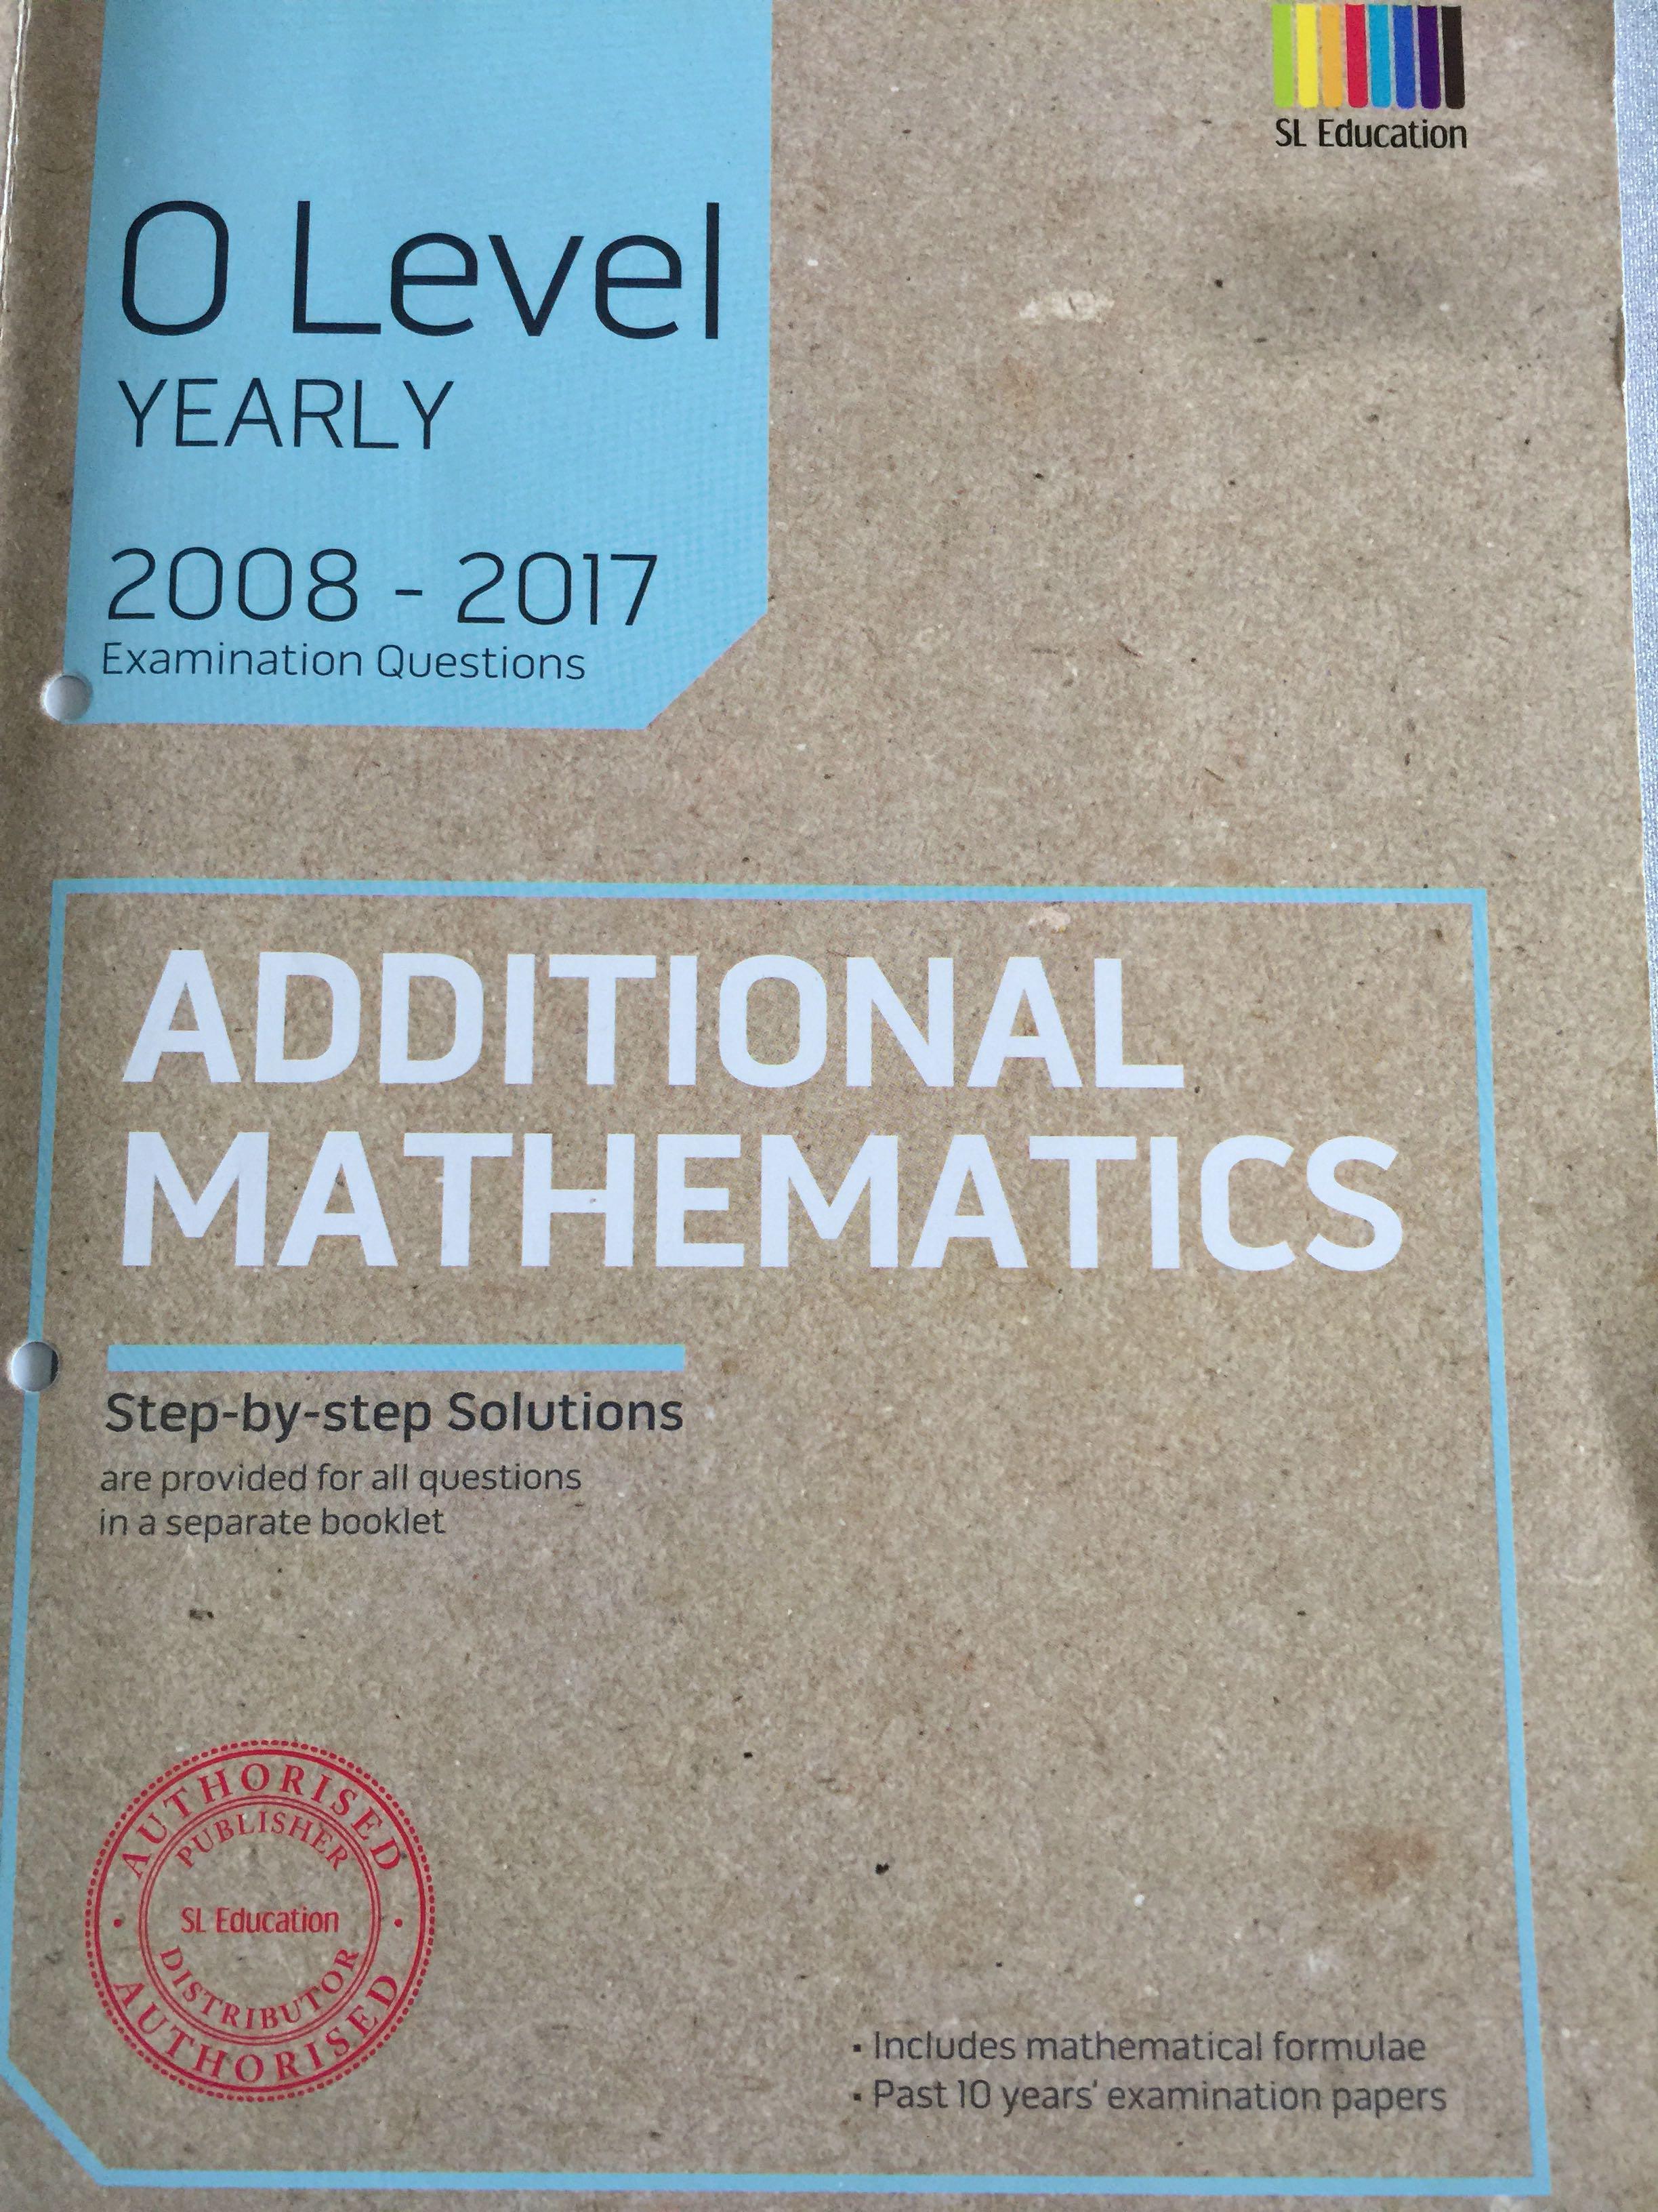 SL Education
O Level
YEARLY
2008 - 2017
Examination Questions
ADDITIONAL
MATHEMATICS
Step-by-step Solutions
are provided for all questions
in a separate booklet
AUTHORISED
PUBLISHER
SL Education
DISTRIBUTOR
AUTHORISED
▪ Includes mathematical formulae
▪ Past 10 years' examination papers